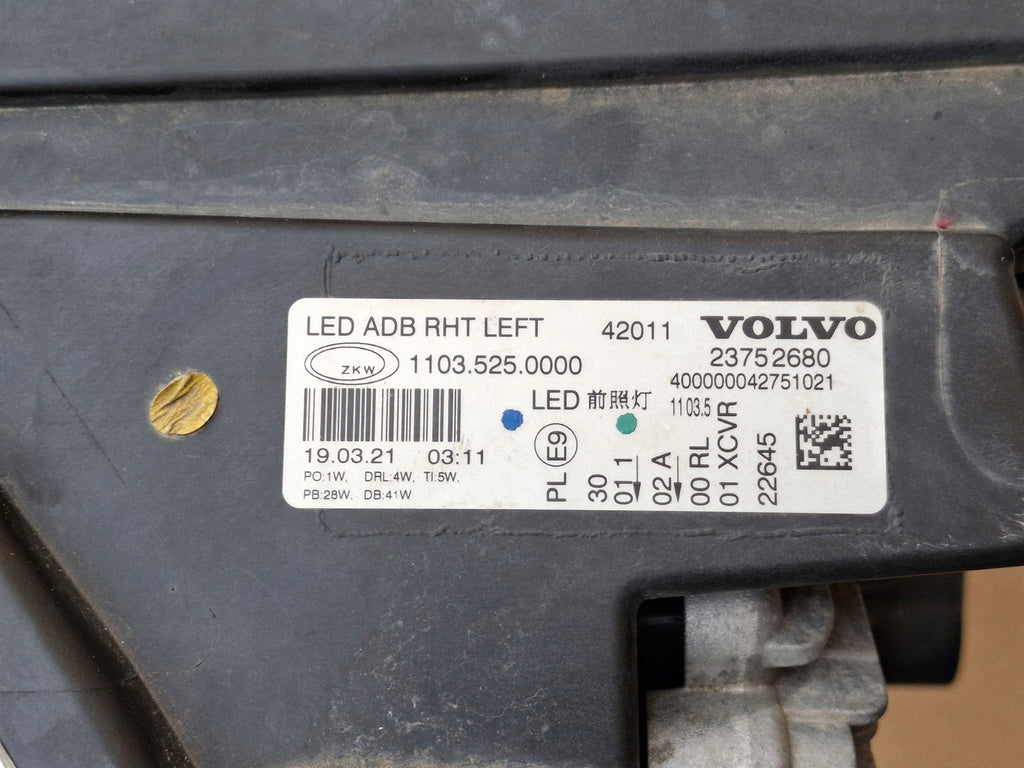 LED ADB RHT LEFT 42011 VOLVO
ZKW 1103.525.0000 23752680
400000042751021
LED 前照灯 1103.5
19.03.21 03:11
PO:1W, DRL:4W, TI:5W,
PB:28W, DB:41W
PL E9
30
01 1
02 A
00 RL
01 XCVR
22645